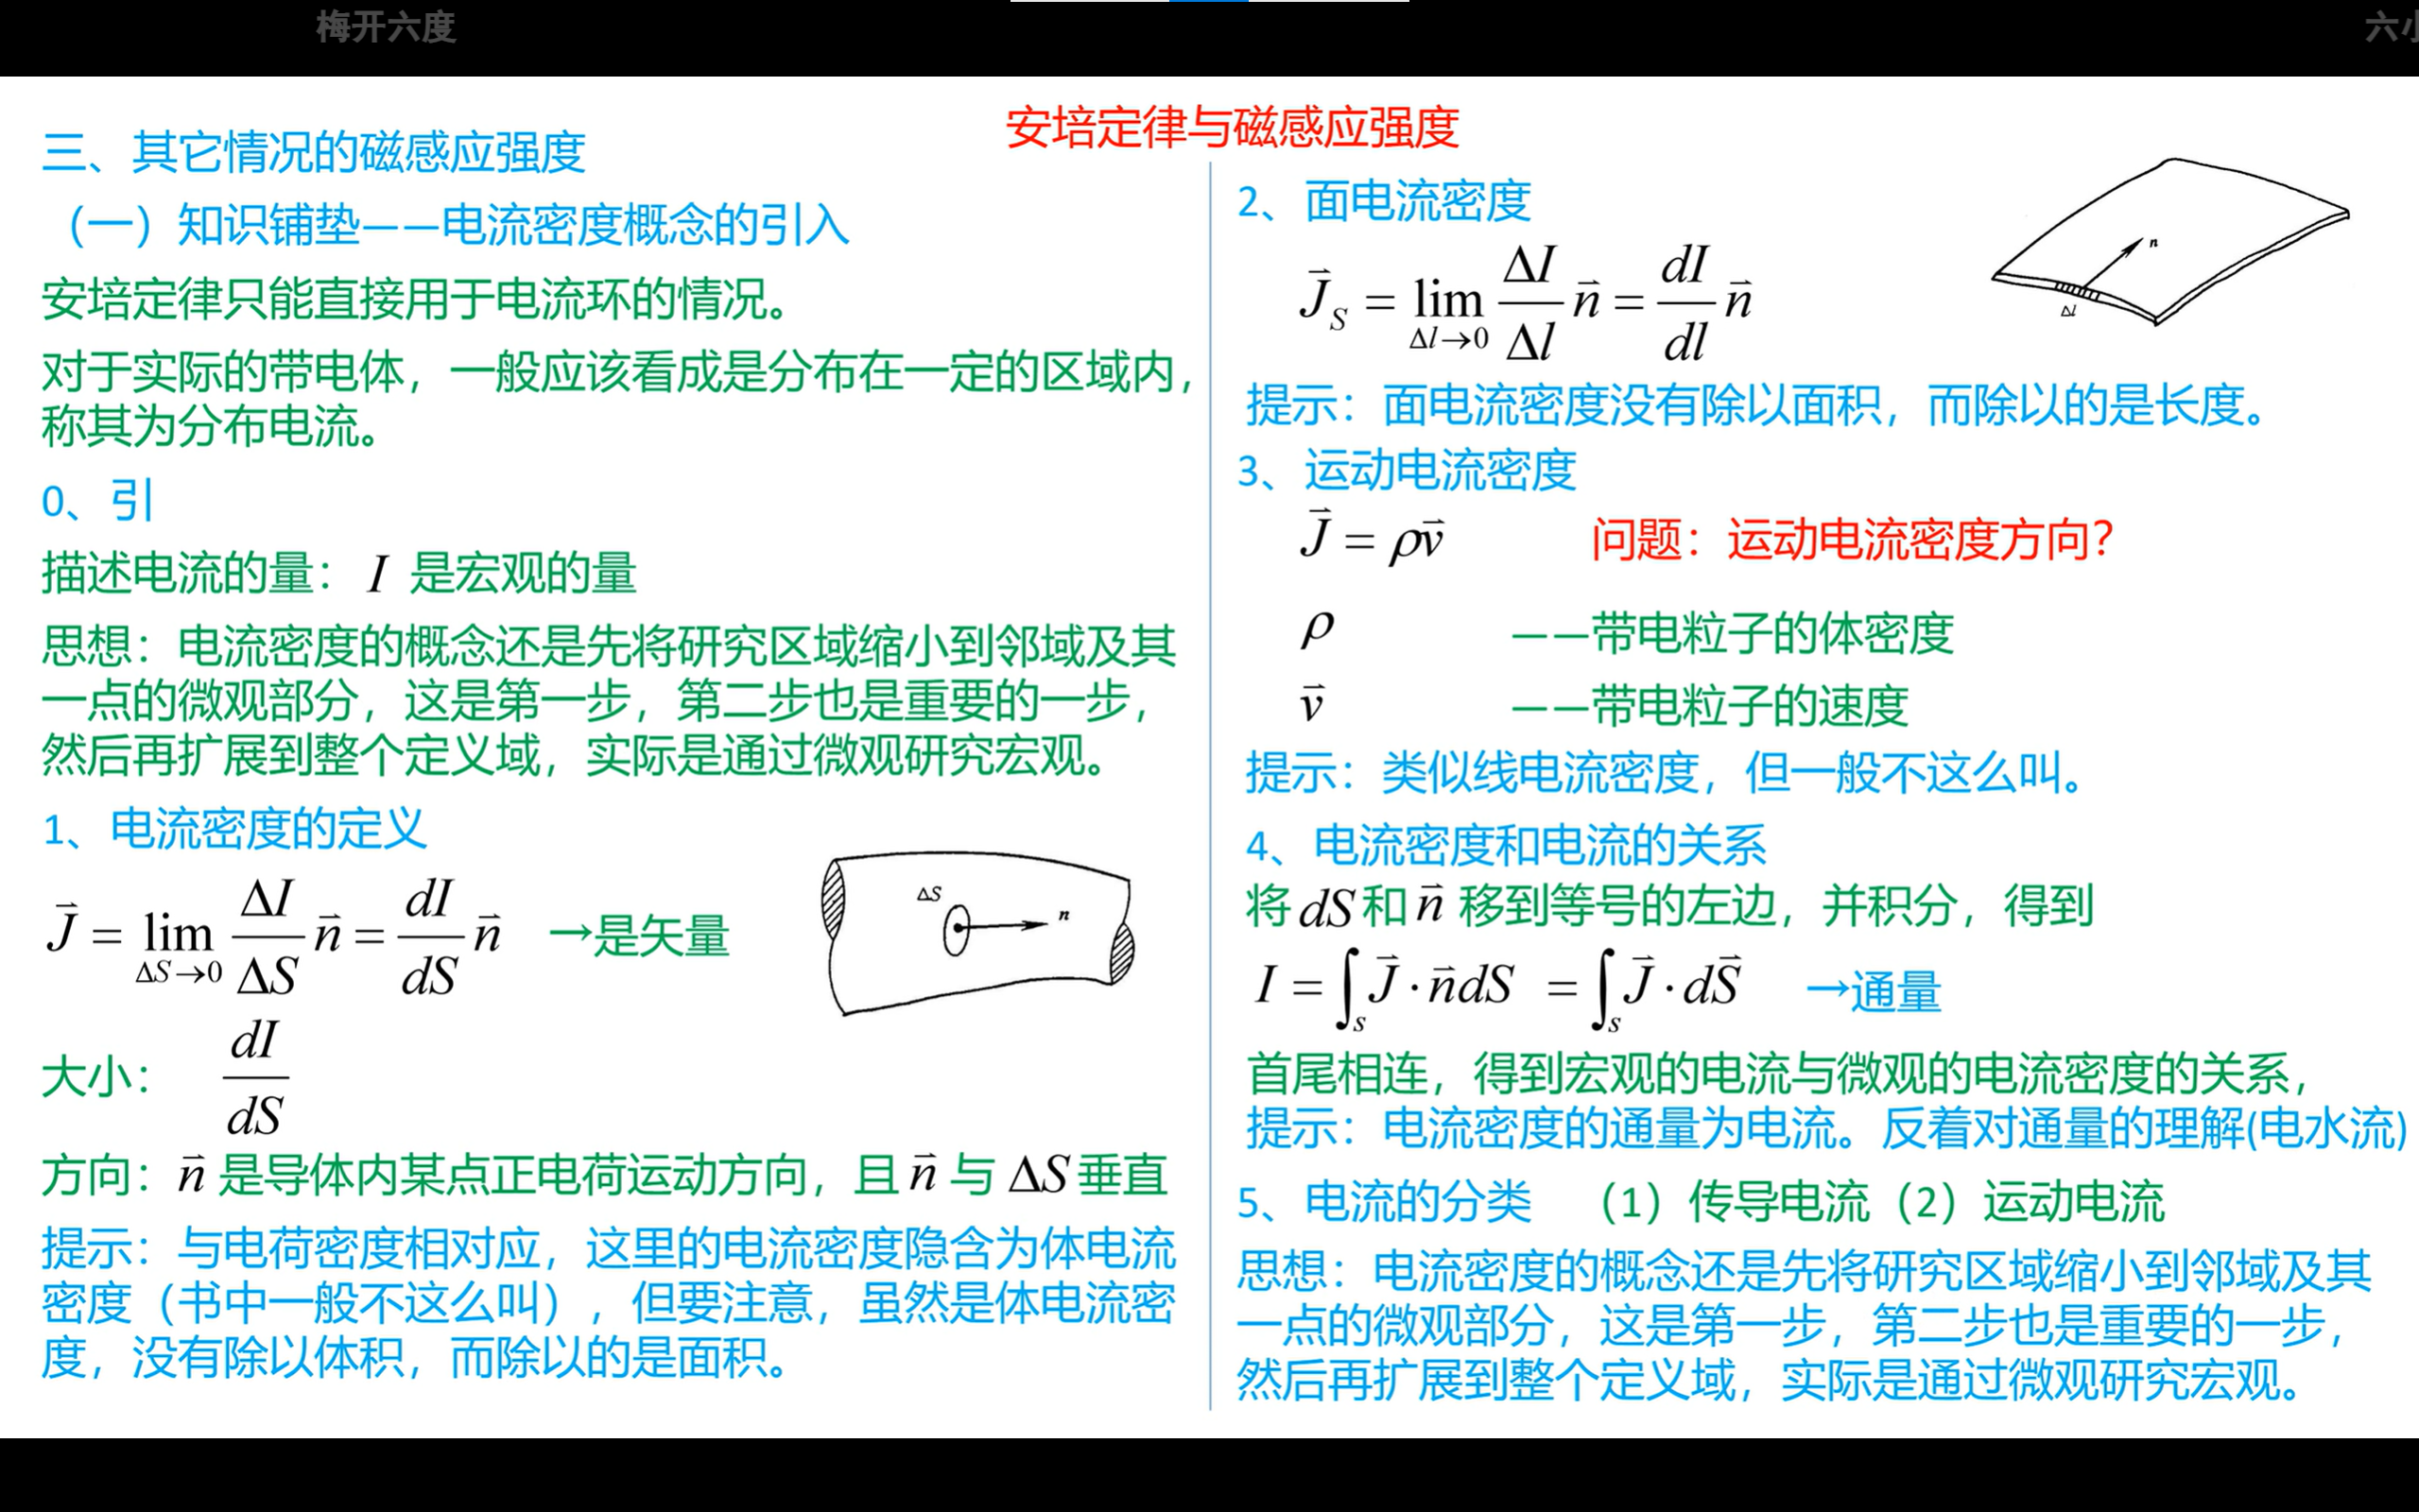 梅开六度
六小
安培定律与磁感应强度
三、其它情况的磁感应强度
（一）知识铺垫——电流密度概念的引入
安培定律只能直接用于电流环的情况。
对于实际的带电体，一般应该看成是分布在一定的区域内，
称其为分布电流。
0、引
描述电流的量： I 是宏观的量
思想：电流密度的概念还是先将研究区域缩小到邻域及其
一点的微观部分，这是第一步，第二步也是重要的一步，
然后再扩展到整个定义域，实际是通过微观研究宏观。
1、电流密度的定义
$\vec{J} = \lim_{\Delta S \to 0} \frac{\Delta I}{\Delta S} \vec{n} = \frac{dI}{dS} \vec{n}$ →是矢量
ΔS
n
大小： $\frac{dI}{dS}$
方向： $\vec{n}$ 是导体内某点正电荷运动方向，且 $\vec{n}$ 与 ΔS 垂直
提示：与电荷密度相对应，这里的电流密度隐含为体电流
密度（书中一般不这么叫），但要注意，虽然是体电流密
度，没有除以体积，而除以的是面积。
2、面电流密度
$\vec{J}_S = \lim_{\Delta l \to 0} \frac{\Delta I}{\Delta l} \vec{n} = \frac{dI}{dl} \vec{n}$
n
Δl
提示：面电流密度没有除以面积，而除以的是长度。
3、运动电流密度
$\vec{J} = \rho \vec{v}$ 问题：运动电流密度方向?
ρ ——带电粒子的体密度
$\vec{v}$ ——带电粒子的速度
提示：类似线电流密度，但一般不这么叫。
4、电流密度和电流的关系
将 dS 和 $\vec{n}$ 移到等号的左边，并积分，得到
$I = \int_s \vec{J} \cdot \vec{n} dS = \int_s \vec{J} \cdot d\vec{S}$ →通量
首尾相连，得到宏观的电流与微观的电流密度的关系，
提示：电流密度的通量为电流。反着对通量的理解(电水流)
5、电流的分类 （1）传导电流（2）运动电流
思想：电流密度的概念还是先将研究区域缩小到邻域及其
一点的微观部分，这是第一步，第二步也是重要的一步，
然后再扩展到整个定义域，实际是通过微观研究宏观。